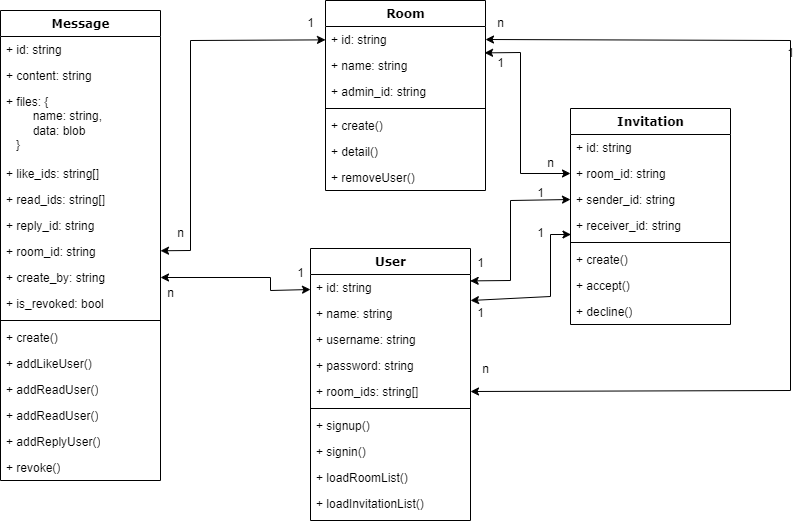 Message
+ id: string
+ content: string
+ files: {
name: string,
data: blob
}
+ like_ids: string[]
+ read_ids: string[]
+ reply_id: string
+ room_id: string
+ create_by: string
+ is_revoked: bool
+ create()
+ addLikeUser()
+ addReadUser()
+ addReadUser()
+ addReplyUser()
+ revoke()
Room
+ id: string
+ name: string
+ admin_id: string
+ create()
+ detail()
+ removeUser()
Invitation
+ id: string
+ room_id: string
+ sender_id: string
+ receiver_id: string
+ create()
+ accept()
+ decline()
User
+ id: string
+ name: string
+ username: string
+ password: string
+ room_ids: string[]
+ signup()
+ signin()
+ loadRoomList()
+ loadInvitationList()
1
n
n
1
n
1
n
1
1
1
1
1
n